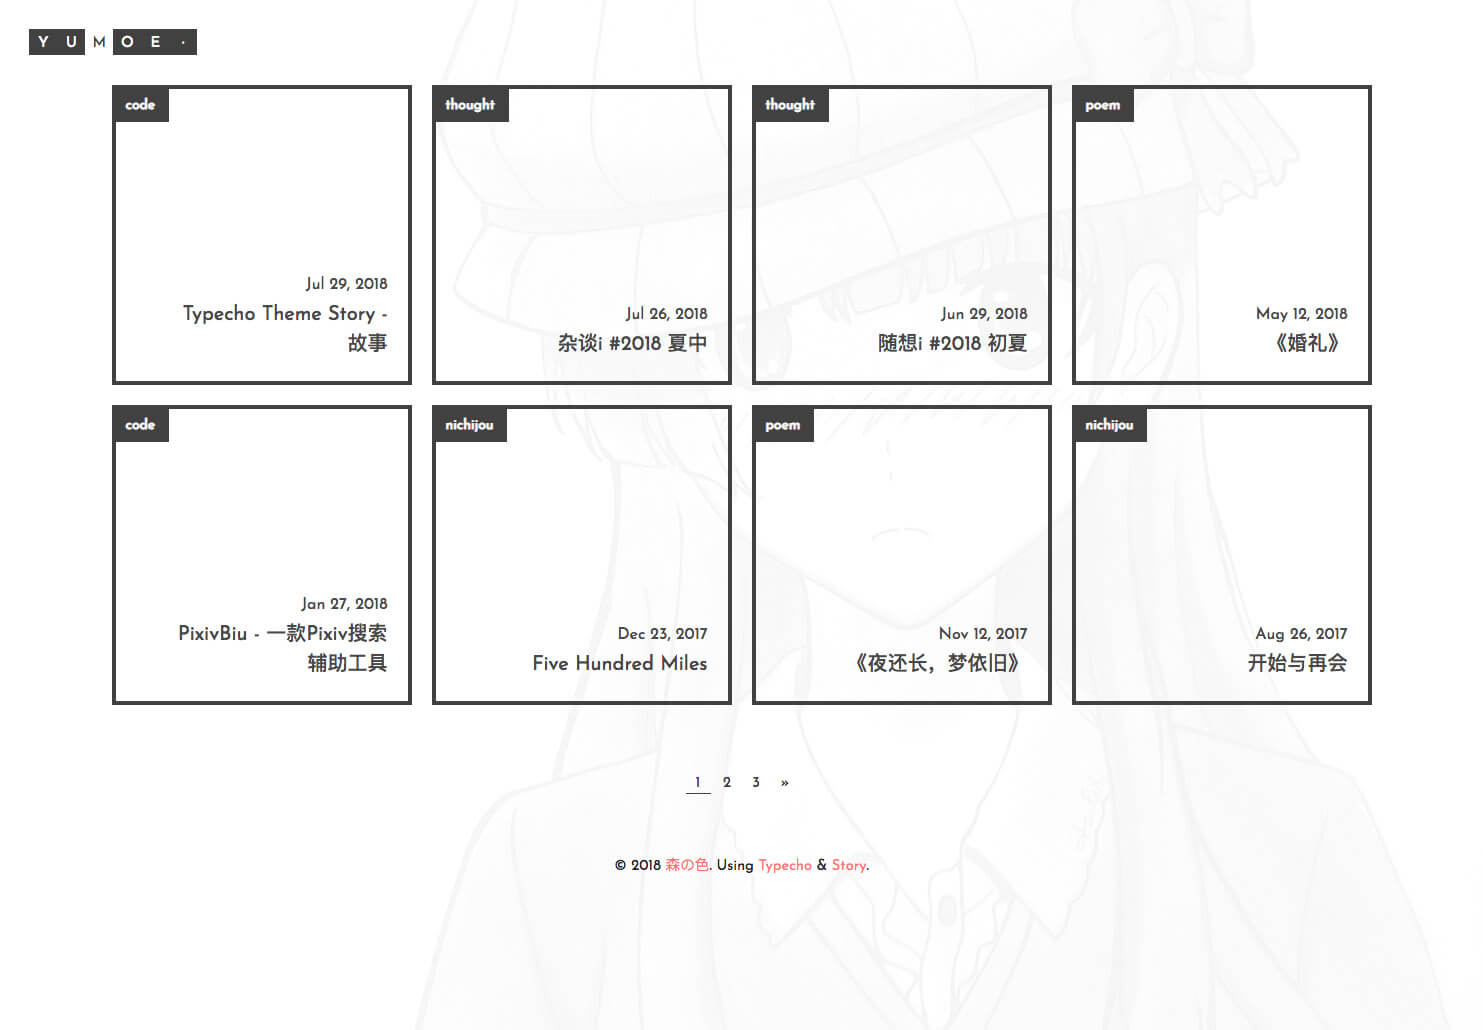 YUMOE·
code
Jul 29, 2018
Typecho Theme Story -
故事
thought
Jul 26, 2018
杂谈i #2018 夏中
thought
Jun 29, 2018
随想i #2018 初夏
poem
May 12, 2018
《婚礼》
code
Jan 27, 2018
PixivBiu - 一款Pixiv搜索
辅助工具
nichijou
Dec 23, 2017
Five Hundred Miles
poem
Nov 12, 2017
《夜还长，梦依旧》
nichijou
Aug 26, 2017
开始与再会
1 2 3 »
© 2018 森の色. Using Typecho & Story.